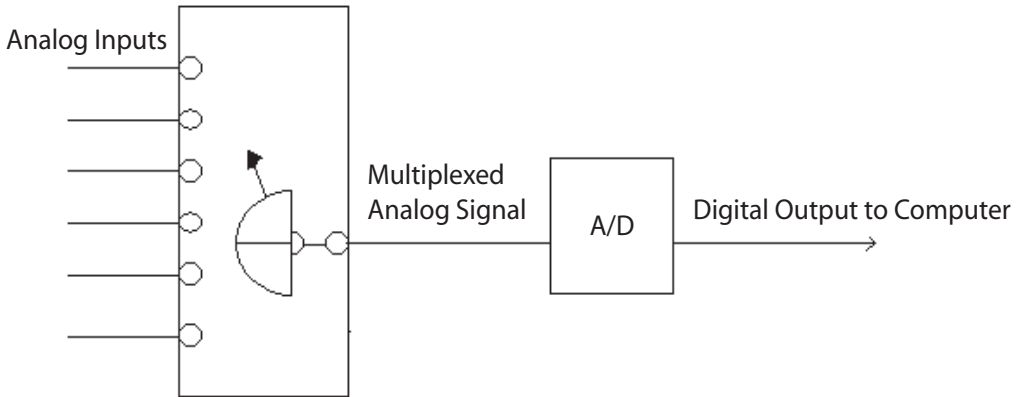 Analog Inputs
Multiplexed
Analog Signal
A/D
Digital Output to Computer